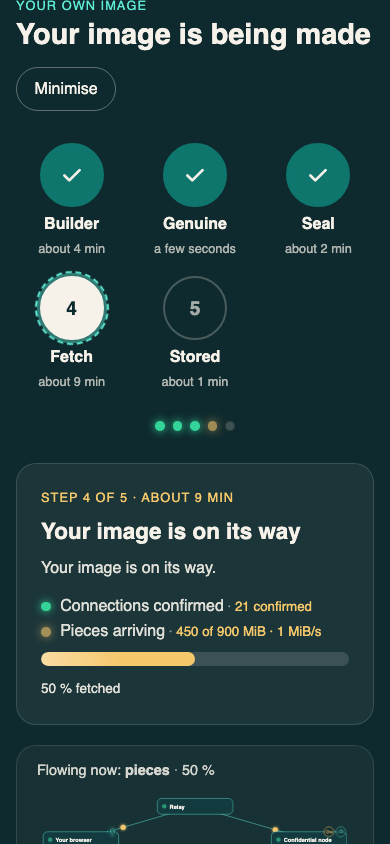 YOUR OWN IMAGE
Your image is being made
Minimise
Builder
about 4 min
Genuine
a few seconds
Seal
about 2 min
4
Fetch
about 9 min
5
Stored
about 1 min
STEP 4 OF 5 · ABOUT 9 MIN
Your image is on its way
Your image is on its way.
Connections confirmed · 21 confirmed
Pieces arriving · 450 of 900 MiB · 1 MiB/s
50 % fetched
Flowing now: pieces · 50 %
Relay
Your browser
Confidential node